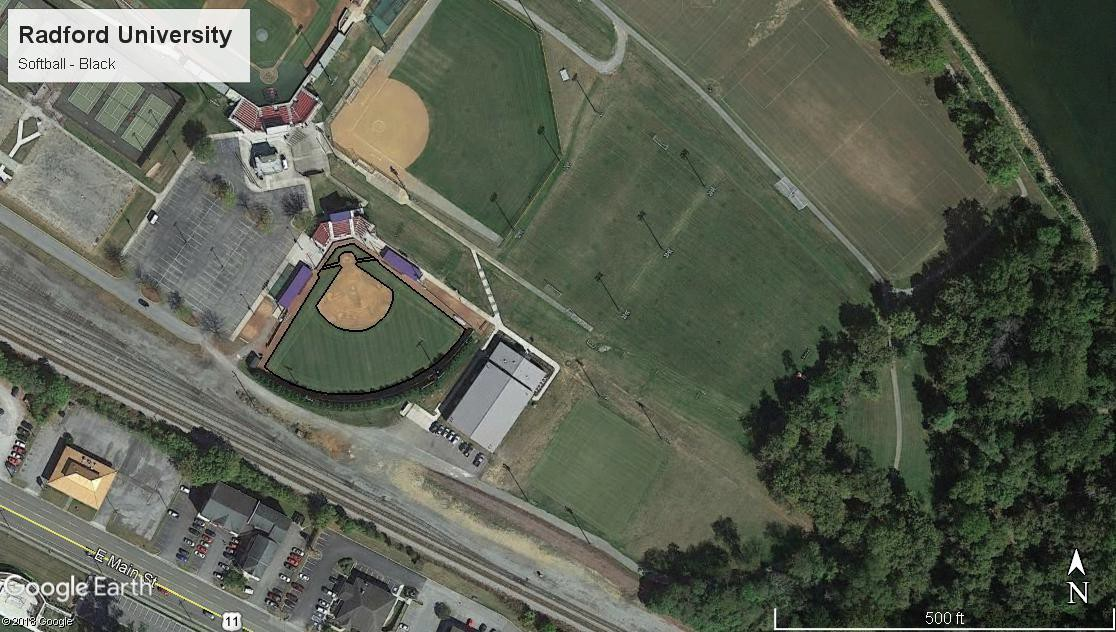 Radford University
Softball - Black
E Main St
11
Google Earth
©2018 Google
N
500 ft